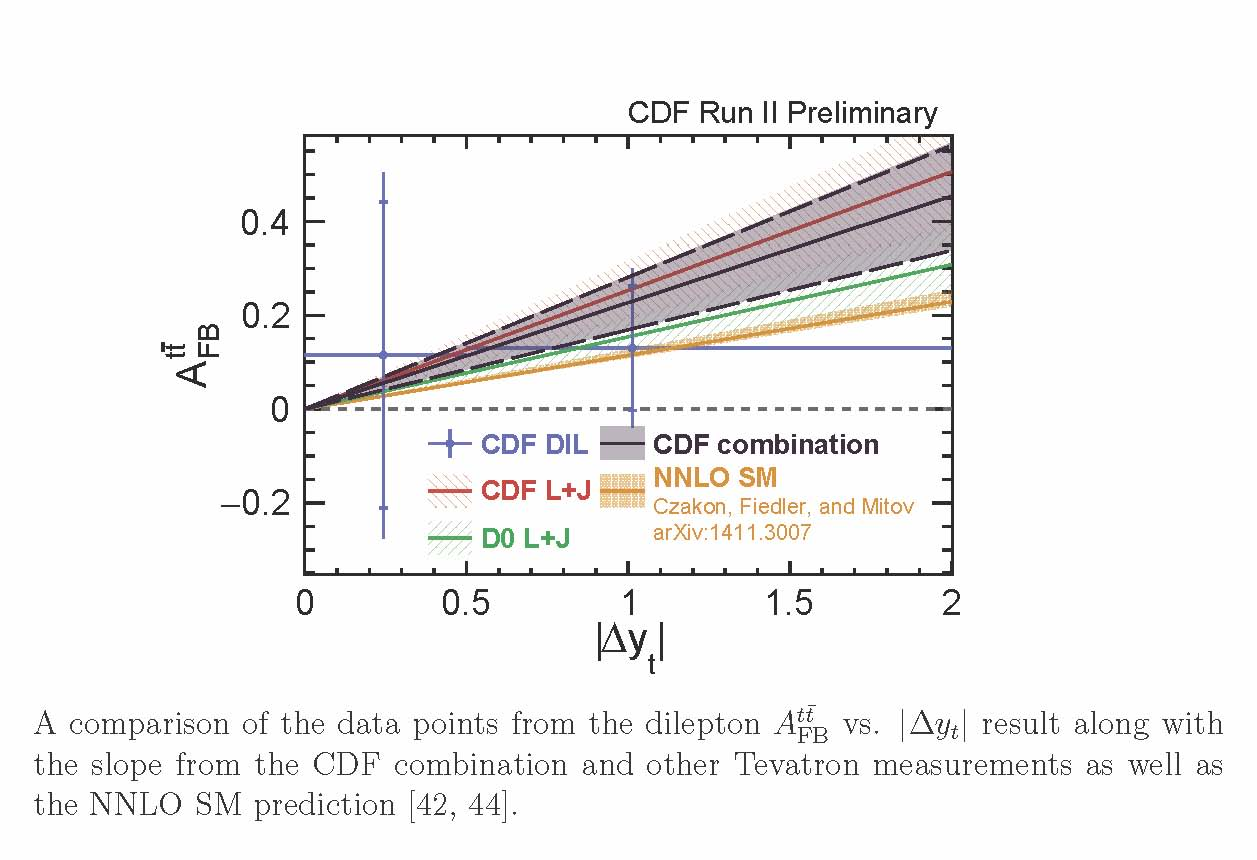 CDF Run II Preliminary
0.4
0.2
0
−0.2
A_FB^{tt̄}
CDF DIL
CDF combination
CDF L+J
NNLO SM
Czakon, Fiedler, and Mitov
arXiv:1411.3007
D0 L+J
0 0.5 1 1.5 2
|Δy_t|
A comparison of the data points from the dilepton A_{FB}^{tt̄} vs. |Δy_t| result along with
the slope from the CDF combination and other Tevatron measurements as well as
the NNLO SM prediction [42, 44].